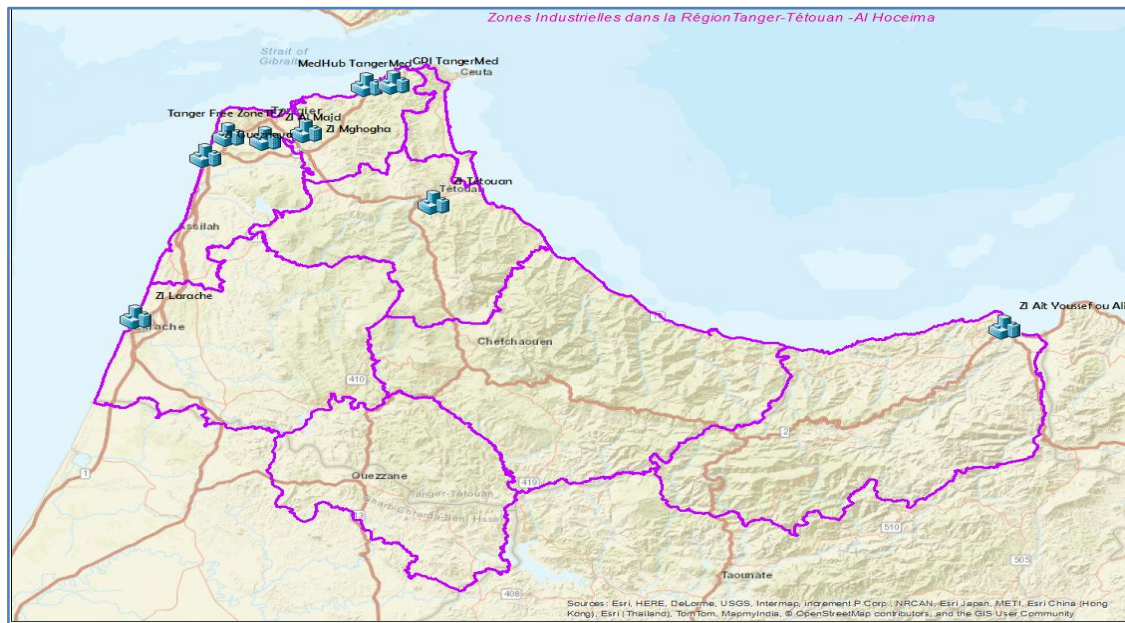 Zones Industrielles dans la RégionTanger-Tétouan -Al Hoceima
Strait of
MedHub TangerMed
GDI TangerMed
Ceuta
Tanger Free Zone
ZI Al Majd
ZI Mghogha
ZI Tétouan
Assilah
ZI Larache
ZI Ait Youssef ou Ali
Chefchaouen
410
2
Ouezzane
419
Tanger-Tétouan
13
1
510
505
Taounate
408
Sources: Esri, HERE, DeLorme, USGS, Intermap, increment P Corp., NRCAN, Esri Japan, METI, Esri China (Hong
Kong), Esri (Thailand), TomTom, MapmyIndia, © OpenStreetMap contributors, and the GIS User Community